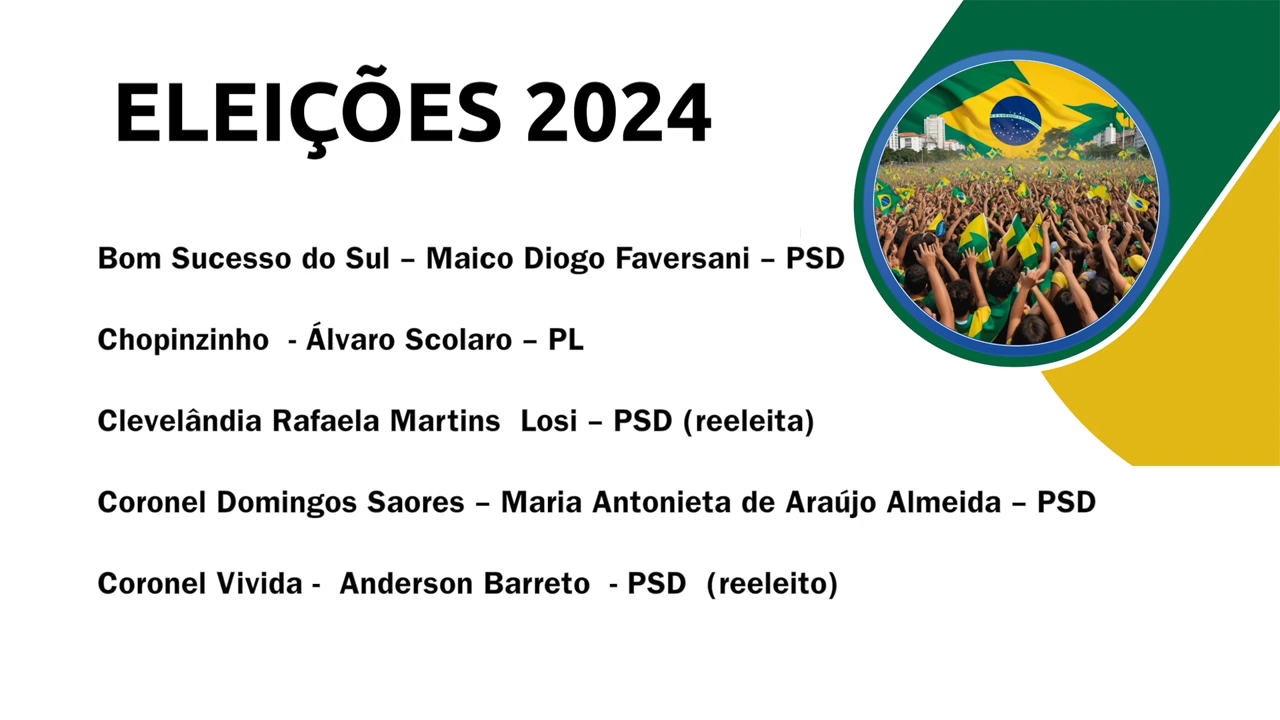 ELEIÇÕES 2024
Bom Sucesso do Sul – Maico Diogo Faversani – PSD
Chopinzinho  - Álvaro Scolaro – PL
Clevelândia Rafaela Martins  Losi – PSD (reeleita)
Coronel Domingos Saores – Maria Antonieta de Araújo Almeida – PSD
Coronel Vivida -  Anderson Barreto  - PSD  (reeleito)